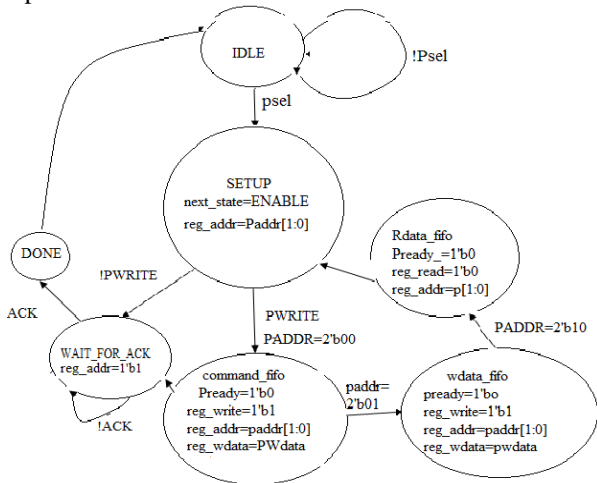 IDLE
!Psel
psel
SETUP
next_state=ENABLE
reg_addr=Paddr[1:0]
Rdata_fifo
Pready_=1'b0
reg_read=1'b0
reg_addr=p[1:0]
DONE
!PWRITE
ACK
PWRITE
PADDR=2'b00
PADDR=2'b10
WAIT_FOR_ACK
reg_addr=1'b1
!ACK
command_fifo
Pready=1'b0
reg_write=1'b1
reg_addr=paddr[1:0]
reg_wdata=PWdata
paddr=
2'b01
wdata_fifo
pready=1'bo
reg_write=1'b1
reg_addr=paddr[1:0]
reg_wdata=pwdata